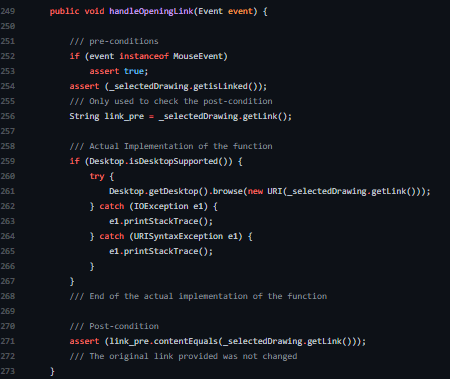 249 public void handleOpeningLink(Event event) {
250
251 /// pre-conditions
252 if (event instanceof MouseEvent)
253 assert true;
254 assert (_selectedDrawing.getisLinked());
255 /// Only used to check the post-condition
256 String link_pre = _selectedDrawing.getLink();
257
258 /// Actual Implementation of the function
259 if (Desktop.isDesktopSupported()) {
260 try {
261 Desktop.getDesktop().browse(new URI(_selectedDrawing.getLink()));
262 } catch (IOException e1) {
263 e1.printStackTrace();
264 } catch (URISyntaxException e1) {
265 e1.printStackTrace();
266 }
267 }
268 /// End of the actual implementation of the function
269
270 /// Post-condition
271 assert (link_pre.contentEquals(_selectedDrawing.getLink()));
272 /// The original link provided was not changed
273 }